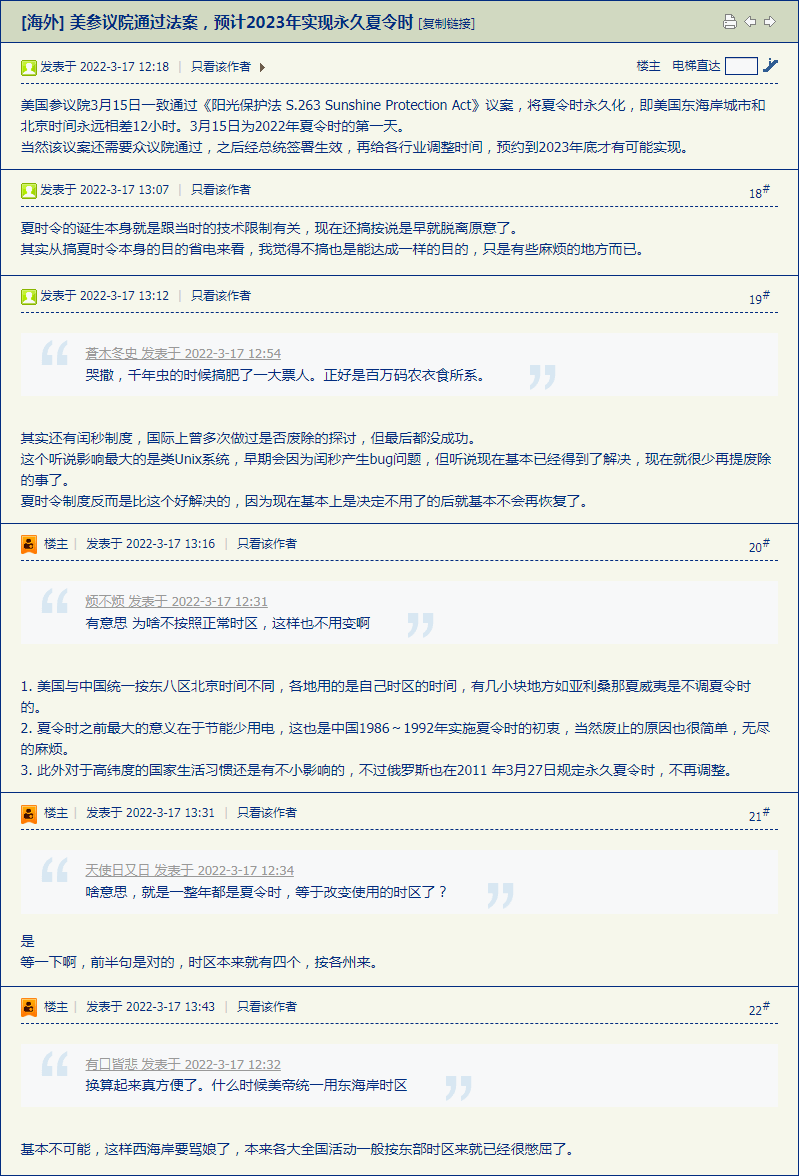 [海外] 美参议院通过法案，预计2023年实现永久夏令时 [复制链接]
发表于 2022-3-17 12:18 | 只看该作者 楼主 电梯直达
美国参议院3月15日一致通过《阳光保护法 S.263 Sunshine Protection Act》议案，将夏令时永久化，即美国东海岸城市和
北京时间永远相差12小时。3月15日为2022年夏令时的第一天。
当然该议案还需要众议院通过，之后经总统签署生效，再给各行业调整时间，预约到2023年底才有可能实现。
发表于 2022-3-17 13:07 | 只看该作者 18#
夏时令的诞生本身就是跟当时的技术限制有关，现在还搞按说是早就脱离原意了。
其实从搞夏时令本身的目的省电来看，我觉得不搞也是能达成一样的目的，只是有些麻烦的地方而已。
发表于 2022-3-17 13:12 | 只看该作者 19#
蒼木冬史 发表于 2022-3-17 12:54
哭撒，千年虫的时候搞肥了一大票人。正好是百万码农衣食所系。
其实还有闰秒制度，国际上曾多次做过是否废除的探讨，但最后都没成功。
这个听说影响最大的是类Unix系统，早期会因为闰秒产生bug问题，但听说现在基本已经得到了解决，现在就很少再提废除
的事了。
夏时令制度反而是比这个好解决的，因为现在基本上是决定不用了的后就基本不会再恢复了。
楼主 | 发表于 2022-3-17 13:16 | 只看该作者 20#
烦不烦 发表于 2022-3-17 12:31
有意思 为啥不按照正常时区，这样也不用变啊
1. 美国与中国统一按东八区北京时间不同，各地用的是自己时区的时间，有几小块地方如亚利桑那夏威夷是不调夏令时
的。
2. 夏令时之前最大的意义在于节能少用电，这也是中国1986～1992年实施夏令时的初衷，当然废止的原因也很简单，无尽
的麻烦。
3. 此外对于高纬度的国家生活习惯还是有不小影响的，不过俄罗斯也在2011 年3月27日规定永久夏令时，不再调整。
楼主 | 发表于 2022-3-17 13:31 | 只看该作者 21#
天使日又日 发表于 2022-3-17 12:34
啥意思，就是一整年都是夏令时，等于改变使用的时区了？
是
等一下啊，前半句是对的，时区本来就有四个，按各州来。
楼主 | 发表于 2022-3-17 13:43 | 只看该作者 22#
有口皆悲 发表于 2022-3-17 12:32
换算起来真方便了。什么时候美帝统一用东海岸时区
基本不可能，这样西海岸要骂娘了，本来各大全国活动一般按东部时区来就已经很憋屈了。